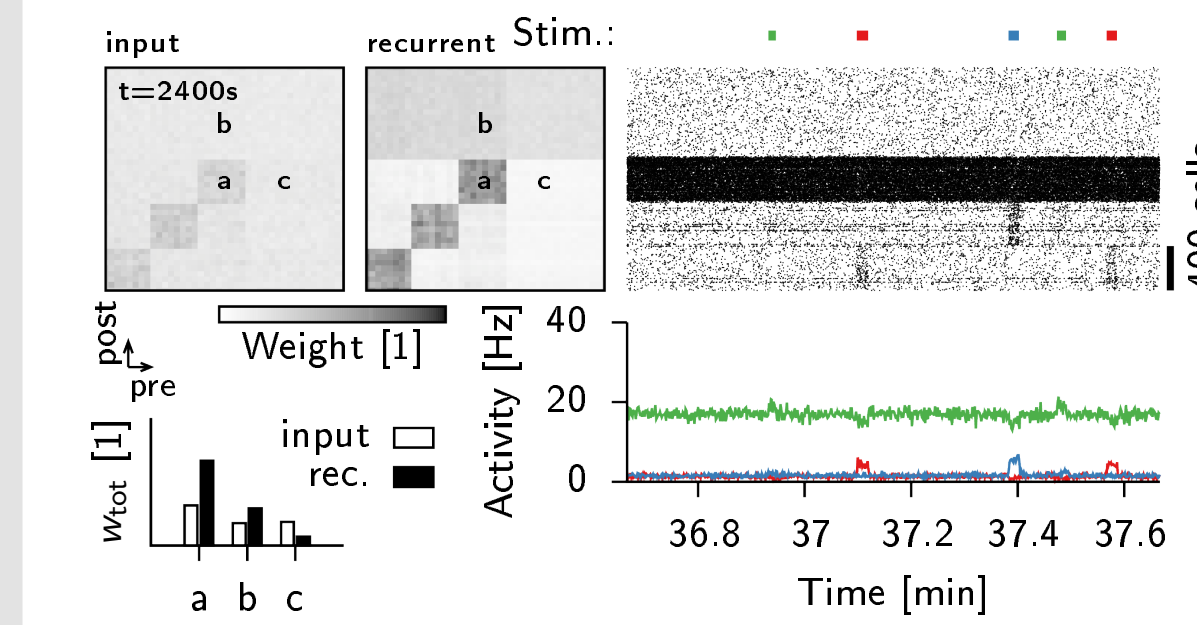 input
recurrent
Stim.:
t=2400s
b
a
c
b
a
c
post
pre
Weight [1]
w_tot [1]
input
rec.
a b c
Activity [Hz]
40
20
0
36.8 37 37.2 37.4 37.6
Time [min]